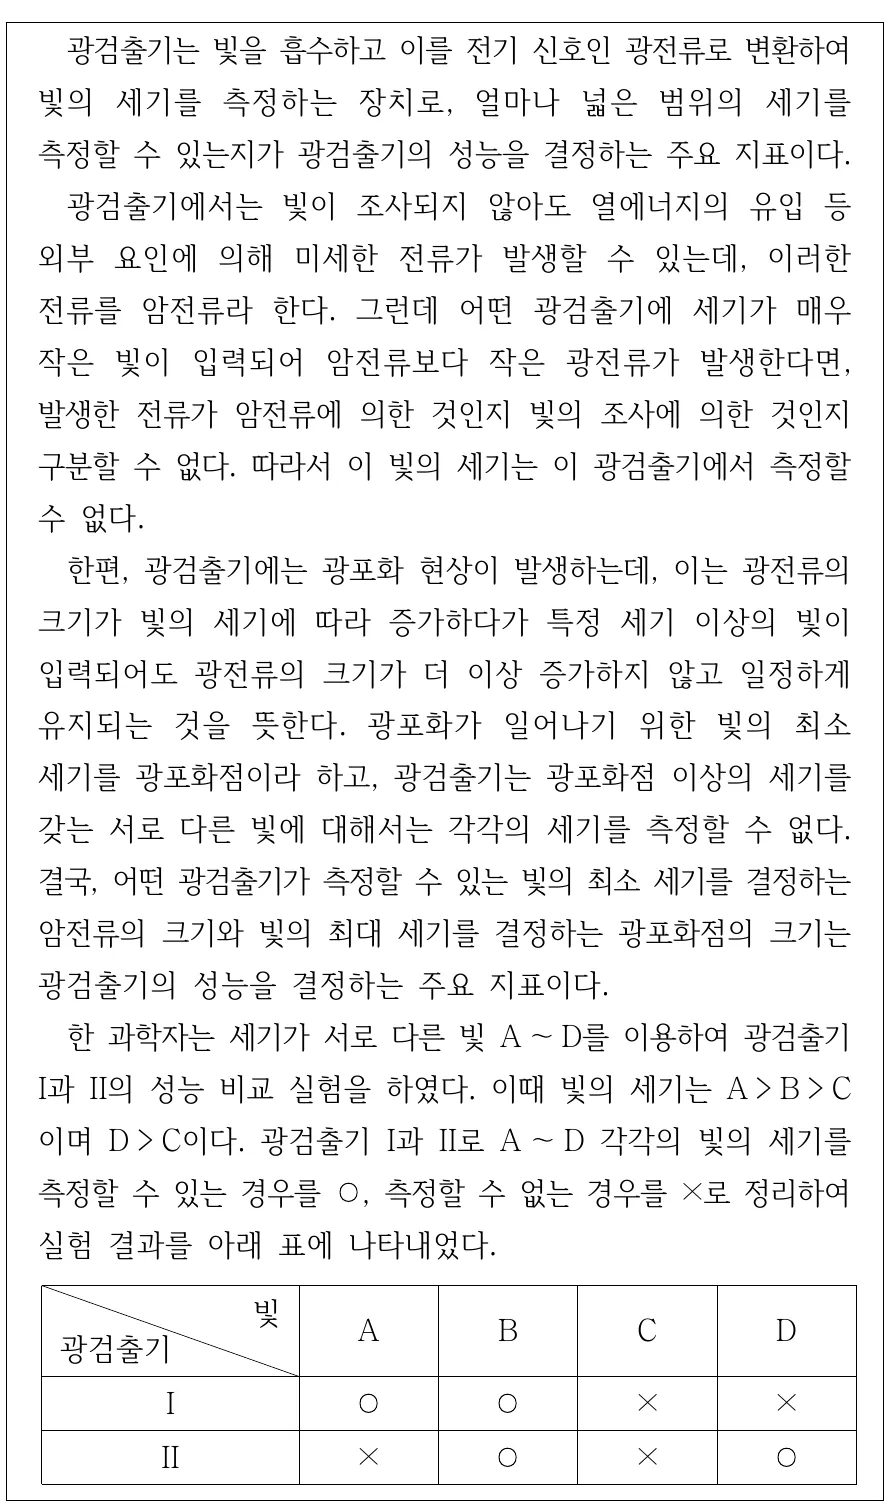 광검출기는 빛을 흡수하고 이를 전기 신호인 광전류로 변환하여
빛의 세기를 측정하는 장치로, 얼마나 넓은 범위의 세기를
측정할 수 있는지가 광검출기의 성능을 결정하는 주요 지표이다.
광검출기에서는 빛이 조사되지 않아도 열에너지의 유입 등
외부 요인에 의해 미세한 전류가 발생할 수 있는데, 이러한
전류를 암전류라 한다. 그런데 어떤 광검출기에 세기가 매우
작은 빛이 입력되어 암전류보다 작은 광전류가 발생한다면,
발생한 전류가 암전류에 의한 것인지 빛의 조사에 의한 것인지
구분할 수 없다. 따라서 이 빛의 세기는 이 광검출기에서 측정할
수 없다.
한편, 광검출기에는 광포화 현상이 발생하는데, 이는 광전류의
크기가 빛의 세기에 따라 증가하다가 특정 세기 이상의 빛이
입력되어도 광전류의 크기가 더 이상 증가하지 않고 일정하게
유지되는 것을 뜻한다. 광포화가 일어나기 위한 빛의 최소
세기를 광포화점이라 하고, 광검출기는 광포화점 이상의 세기를
갖는 서로 다른 빛에 대해서는 각각의 세기를 측정할 수 없다.
결국, 어떤 광검출기가 측정할 수 있는 빛의 최소 세기를 결정하는
암전류의 크기와 빛의 최대 세기를 결정하는 광포화점의 크기는
광검출기의 성능을 결정하는 주요 지표이다.
한 과학자는 세기가 서로 다른 빛 A ~ D를 이용하여 광검출기
I과 II의 성능 비교 실험을 하였다. 이때 빛의 세기는 A > B > C
이며 D > C이다. 광검출기 I과 II로 A ~ D 각각의 빛의 세기를
측정할 수 있는 경우를 ○, 측정할 수 없는 경우를 ×로 정리하여
실험 결과를 아래 표에 나타내었다.
빛
광검출기 A B C D
I ○ ○ × ×
II × ○ × ○